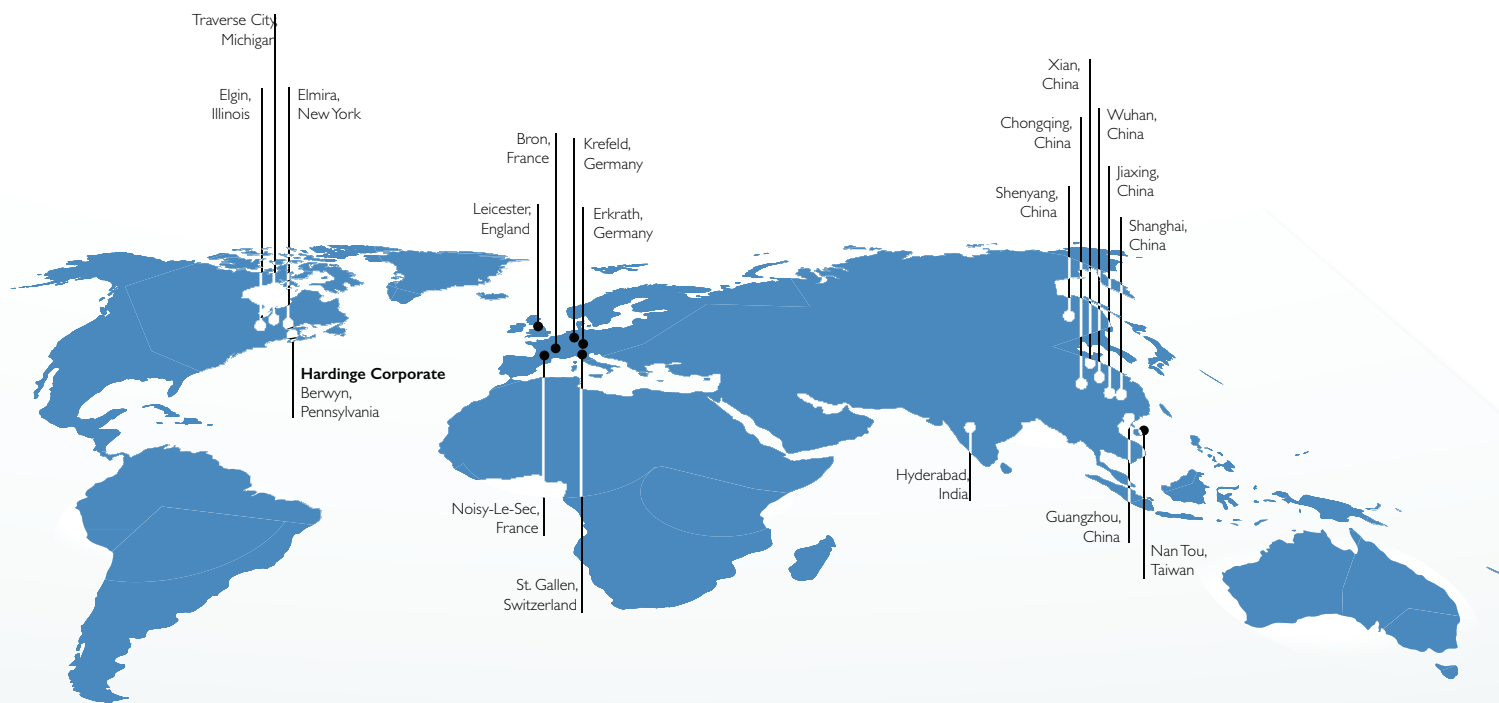 Traverse City,
Michigan
Elgin,
Illinois
Elmira,
New York
Hardinge Corporate
Berwyn,
Pennsylvania
Bron,
France
Krefeld,
Germany
Leicester,
England
Erkrath,
Germany
Noisy-Le-Sec,
France
St. Gallen,
Switzerland
Xian,
China
Chongqing,
China
Wuhan,
China
Shenyang,
China
Jiaxing,
China
Shanghai,
China
Hyderabad,
India
Guangzhou,
China
Nan Tou,
Taiwan